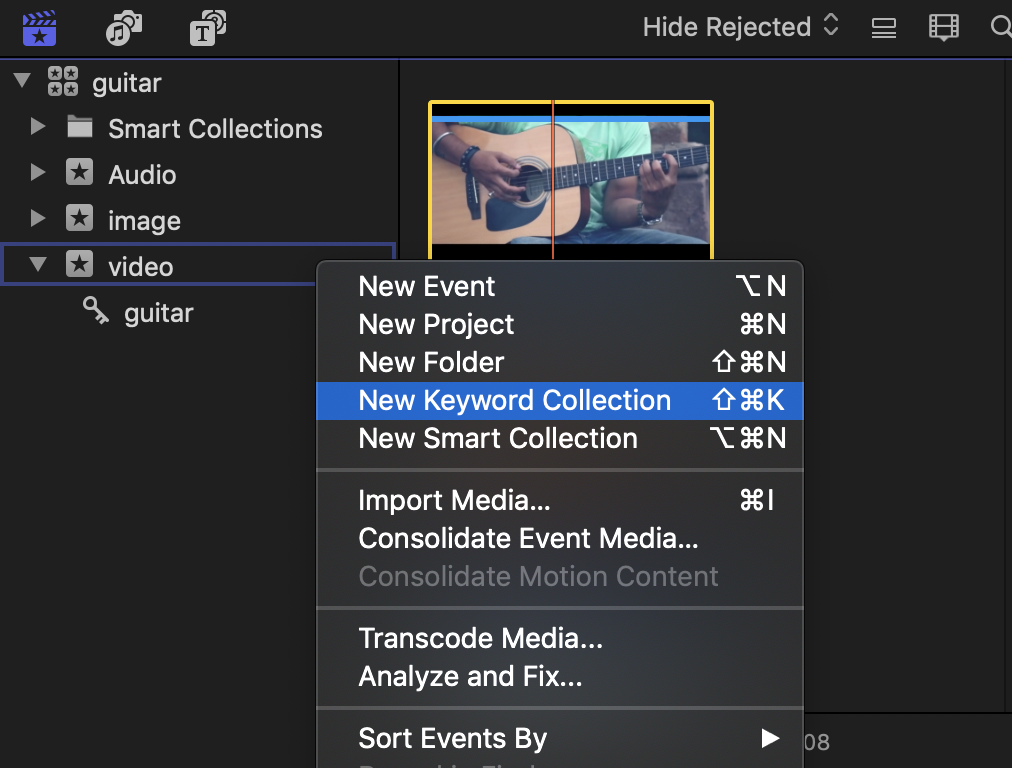 Hide Rejected
guitar
Smart Collections
Audio
image
video
guitar
New Event ⌥N
New Project ⌘N
New Folder ⇧⌘N
New Keyword Collection ⇧⌘K
New Smart Collection ⌥⌘N
Import Media... ⌘I
Consolidate Event Media...
Consolidate Motion Content
Transcode Media...
Analyze and Fix...
Sort Events By
08